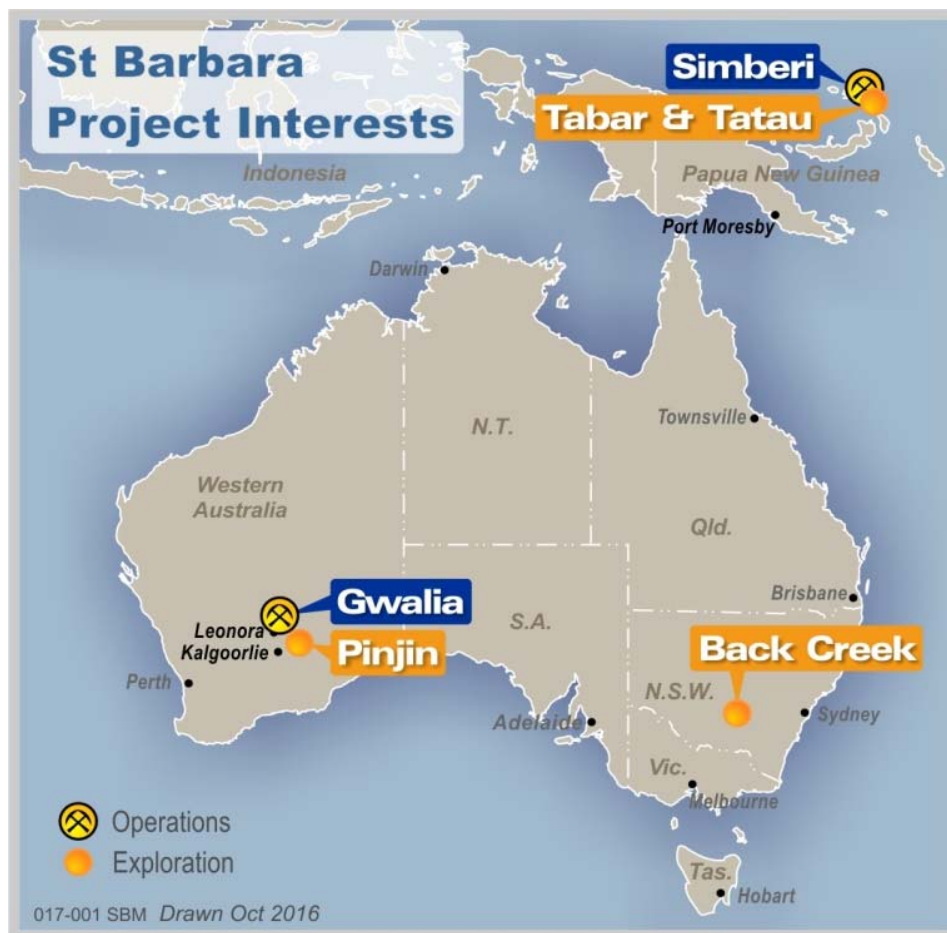 St Barbara
Project Interests
Simberi
Tabar & Tatau
Indonesia
Papua New Guinea
Port Moresby
Darwin
Townsville
N.T.
Western
Australia
Qld.
Brisbane
Gwalia
Leonora
Kalgoorlie
Pinjin
S.A.
Back Creek
N.S.W.
Perth
Adelaide
Sydney
Vic.
Melbourne
Operations
Exploration
Tas.
Hobart
017-001 SBM Drawn Oct 2016